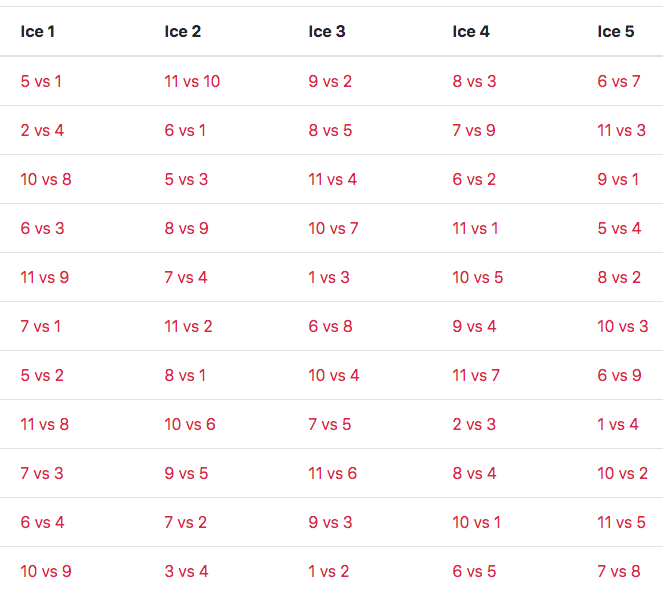 Ice 1 Ice 2 Ice 3 Ice 4 Ice 5
5 vs 1 11 vs 10 9 vs 2 8 vs 3 6 vs 7
2 vs 4 6 vs 1 8 vs 5 7 vs 9 11 vs 3
10 vs 8 5 vs 3 11 vs 4 6 vs 2 9 vs 1
6 vs 3 8 vs 9 10 vs 7 11 vs 1 5 vs 4
11 vs 9 7 vs 4 1 vs 3 10 vs 5 8 vs 2
7 vs 1 11 vs 2 6 vs 8 9 vs 4 10 vs 3
5 vs 2 8 vs 1 10 vs 4 11 vs 7 6 vs 9
11 vs 8 10 vs 6 7 vs 5 2 vs 3 1 vs 4
7 vs 3 9 vs 5 11 vs 6 8 vs 4 10 vs 2
6 vs 4 7 vs 2 9 vs 3 10 vs 1 11 vs 5
10 vs 9 3 vs 4 1 vs 2 6 vs 5 7 vs 8